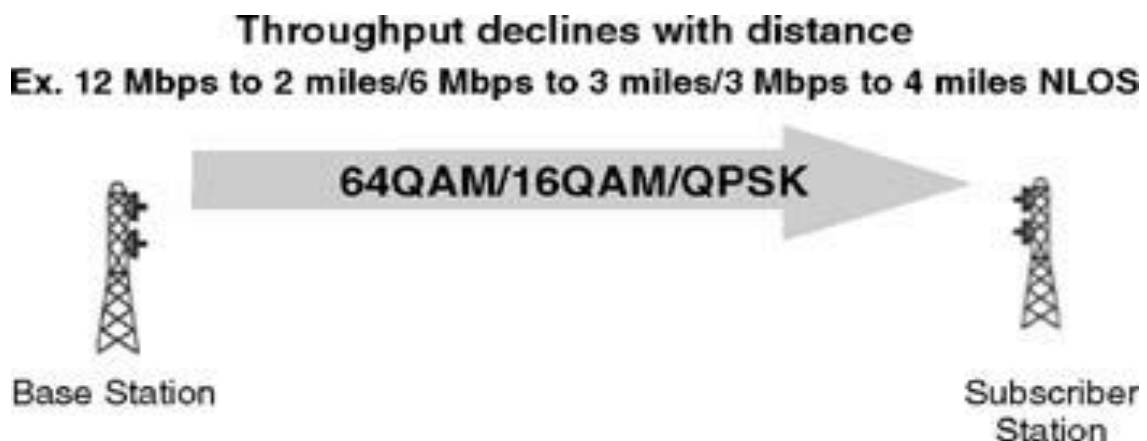 Throughput declines with distance
Ex. 12 Mbps to 2 miles/6 Mbps to 3 miles/3 Mbps to 4 miles NLOS
64QAM/16QAM/QPSK
Base Station
Subscriber
Station